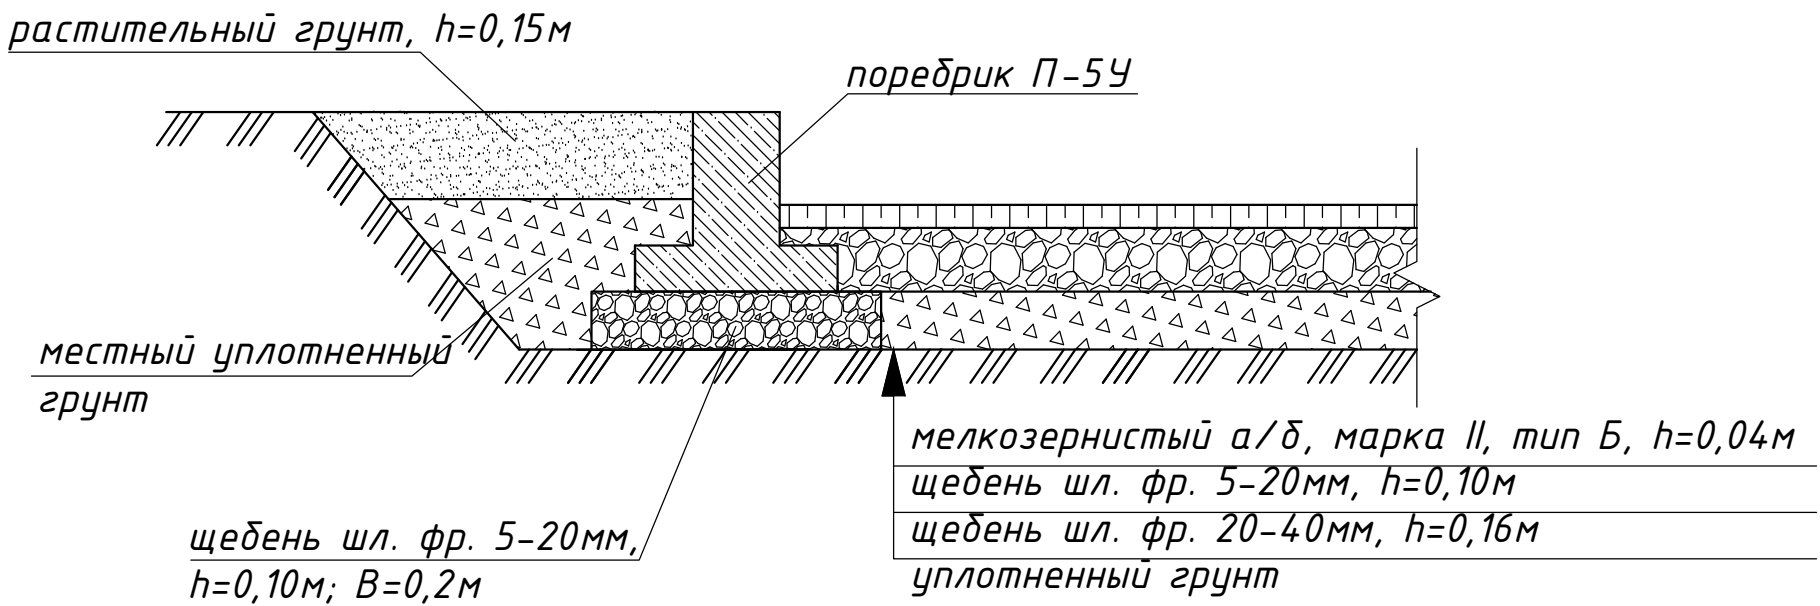 растительный грунт, h=0,15м
поребрик П-5У
местный уплотненный
грунт
мелкозернистый а/б, марка II, тип Б, h=0,04м
щебень шл. фр. 5-20мм, h=0,10м
щебень шл. фр. 20-40мм, h=0,16м
уплотненный грунт
щебень шл. фр. 5-20мм,
h=0,10м; В=0,2м